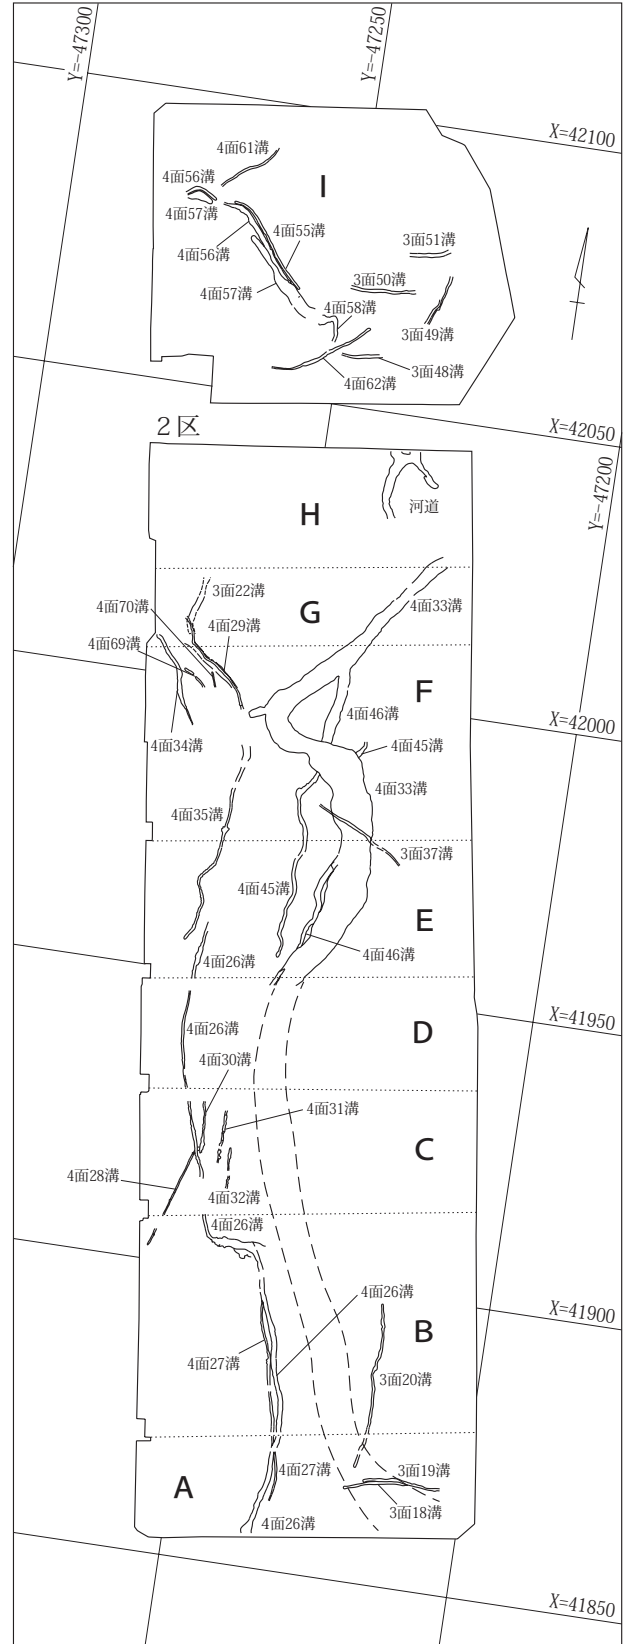 Y=-47300
Y=-47250
X=42100
4面61溝
4面56溝
I
4面57溝
4面55溝
3面51溝
4面56溝
3面50溝
4面57溝
4面58溝
3面49溝
3面48溝
4面62溝
X=42050
2区
Y=-47200
河道
H
3面22溝
4面70溝
4面33溝
G
4面29溝
4面69溝
F
4面46溝
4面34溝
4面45溝
X=42000
4面33溝
4面35溝
3面37溝
4面45溝
E
4面46溝
4面26溝
X=41950
4面26溝
D
4面30溝
4面31溝
C
4面28溝
4面32溝
4面26溝
4面26溝
X=41900
B
4面27溝
3面20溝
4面27溝
3面19溝
A
3面18溝
4面26溝
X=41850